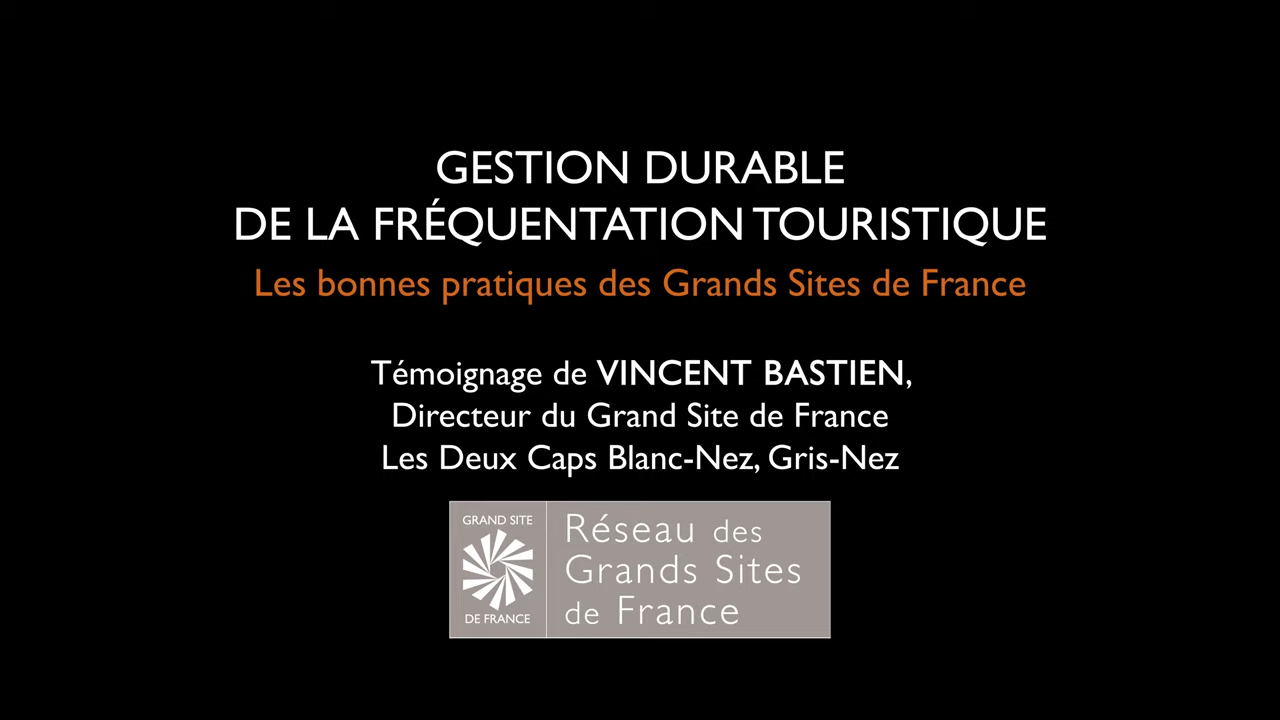 GESTION DURABLE
DE LA FRÉQUENTATION TOURISTIQUE
Les bonnes pratiques des Grands Sites de France
Témoignage de VINCENT BASTIEN,
Directeur du Grand Site de France
Les Deux Caps Blanc-Nez, Gris-Nez
GRAND SITE
DE FRANCE
Réseau des
Grands Sites
de France